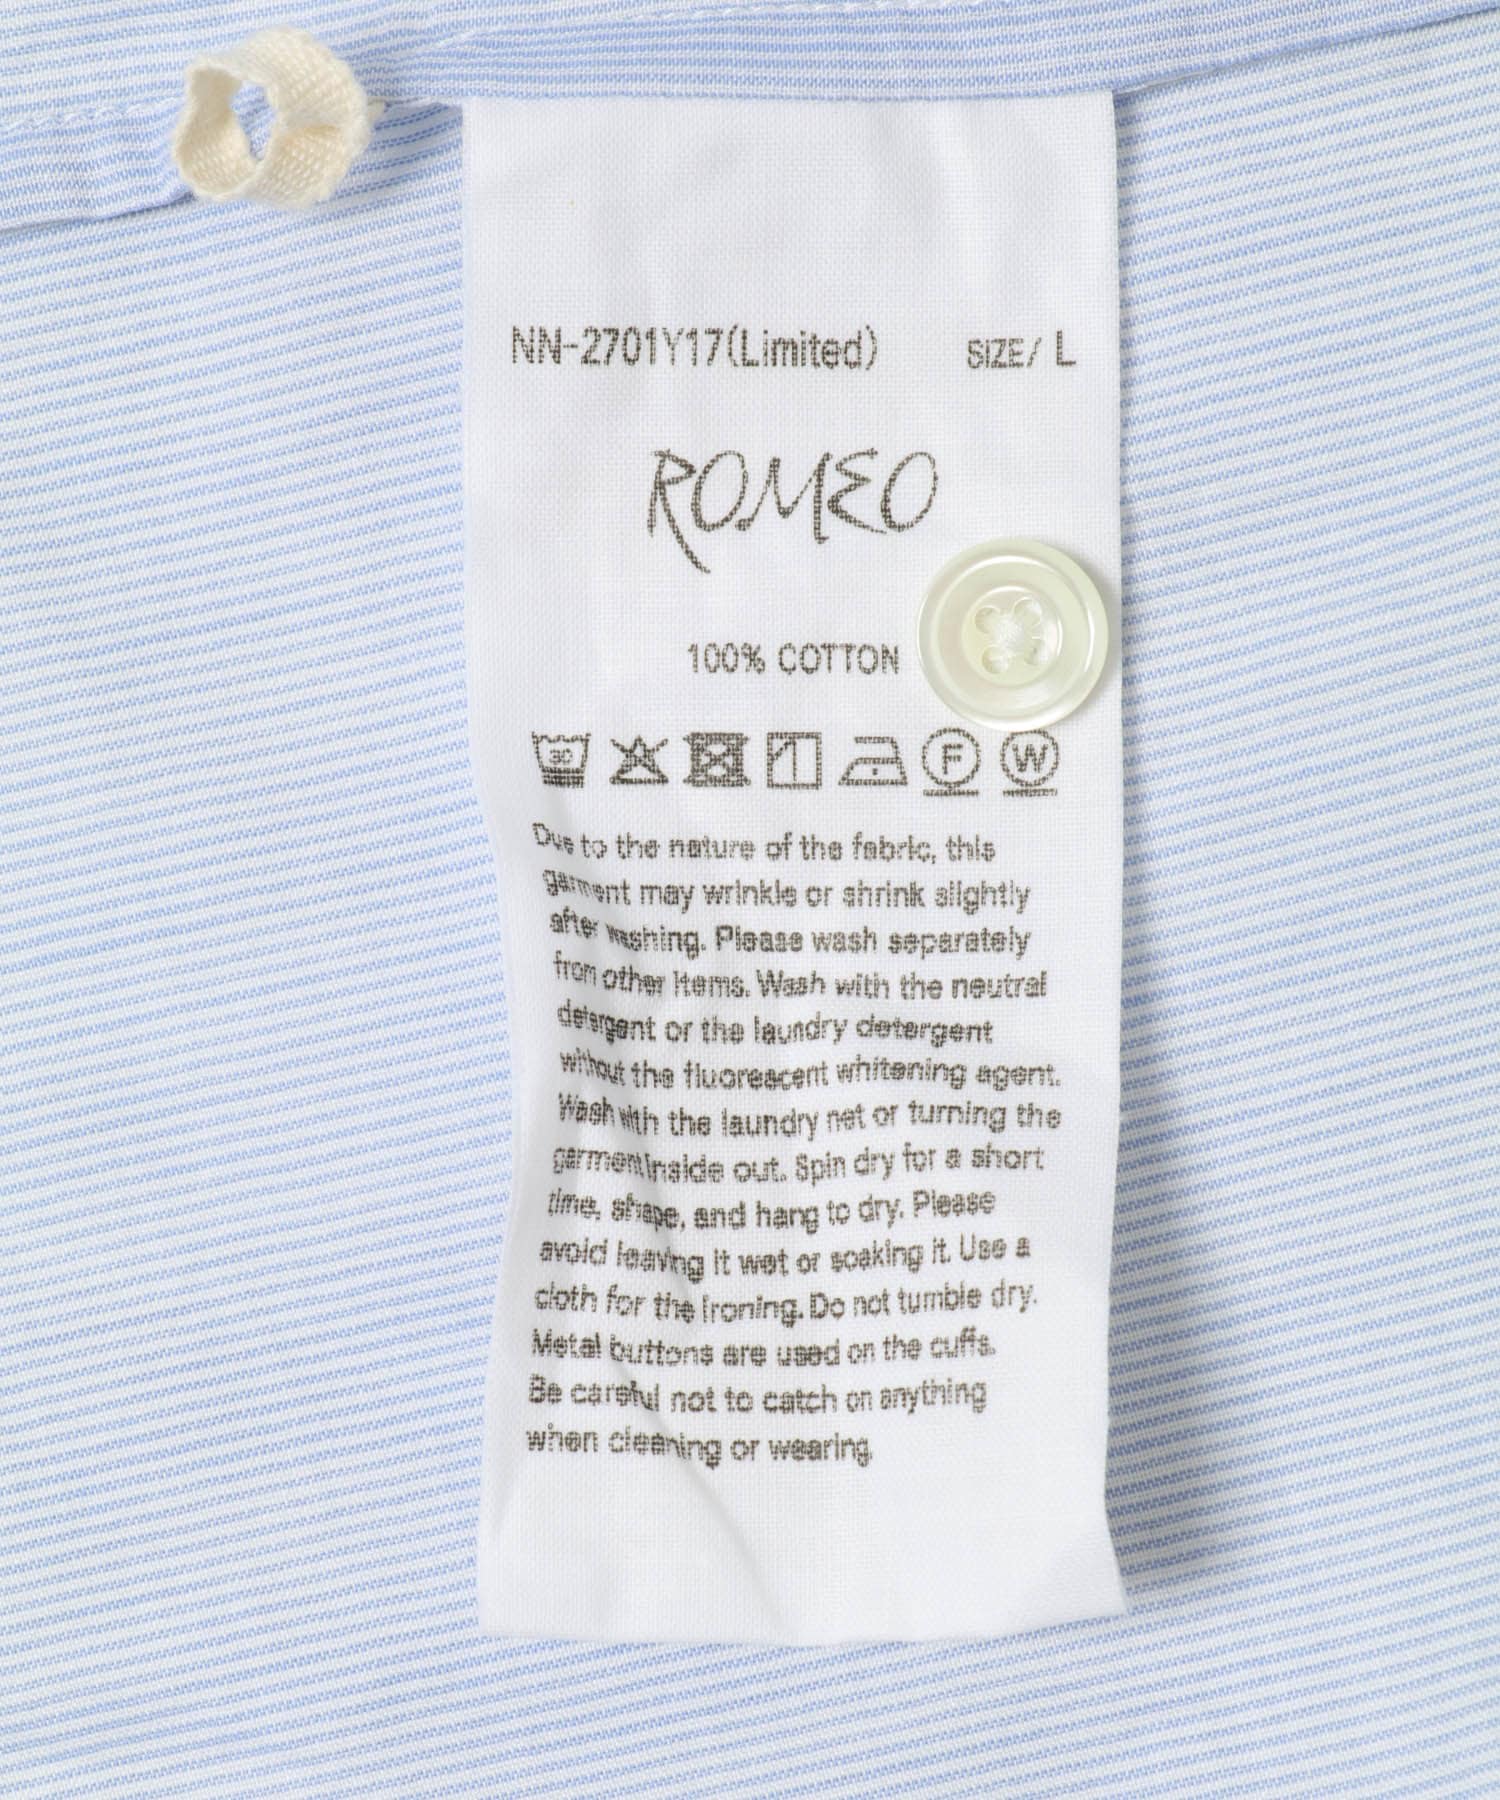 NN-2701Y17(Limited) SIZE/ L
ROMEO
100% COTTON
30
F W
Due to the nature of the fabric, this
garment may wrinkle or shrink slightly
after washing. Please wash separately
from other items. Wash with the neutral
detergent or the laundry detergent
without the fluorescent whitening agent.
Wash with the laundry net or turning the
garment inside out. Spin dry for a short
time, shape, and hang to dry. Please
avoid leaving it wet or soaking it. Use a
cloth for the ironing. Do not tumble dry.
Metal buttons are used on the cuffs.
Be careful not to catch on anything
when cleaning or wearing.